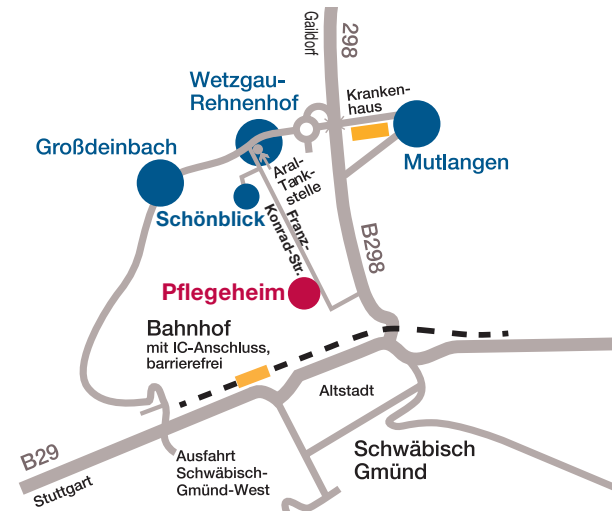 Gaildorf
298
Wetzgau-
Rehnenhof
Kranken-
haus
Großdeinbach
Mutlangen
Aral-
Tank-
stelle
Schönblick
Franz-
Konrad-Str.
B298
Pflegeheim
Bahnhof
mit IC-Anschluss,
barrierefrei
Altstadt
B29
Stuttgart
Ausfahrt
Schwäbisch-
Gmünd-West
Schwäbisch
Gmünd